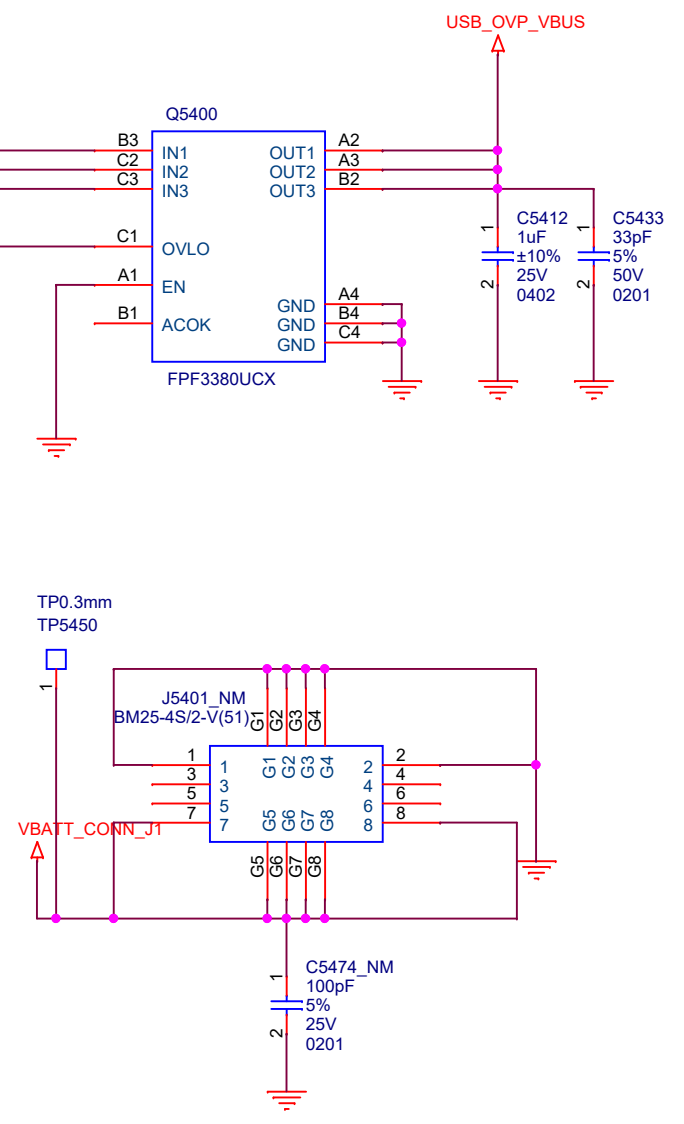 USB_OVP_VBUS
Q5400
B3 IN1 OUT1 A2
C2 IN2 OUT2 A3
C3 IN3 OUT3 B2
C1 OVLO
A1 EN
B1 ACOK
GND A4
GND B4
GND C4
FPF3380UCX
1 2
C5412
1uF
±10%
25V
0402
1 2
C5433
33pF
5%
50V
0201
TP0.3mm
TP5450
1
J5401_NM
BM25-4S/2-V(51)
G1 G2 G3 G4
G1 G2 G3 G4
1 1 2 2
3 3 4 4
5 5 6 6
7 7 8 8
G5 G6 G7 G8
G5 G6 G7 G8
VBATT_CONN_J1
1 2
C5474_NM
100pF
5%
25V
0201